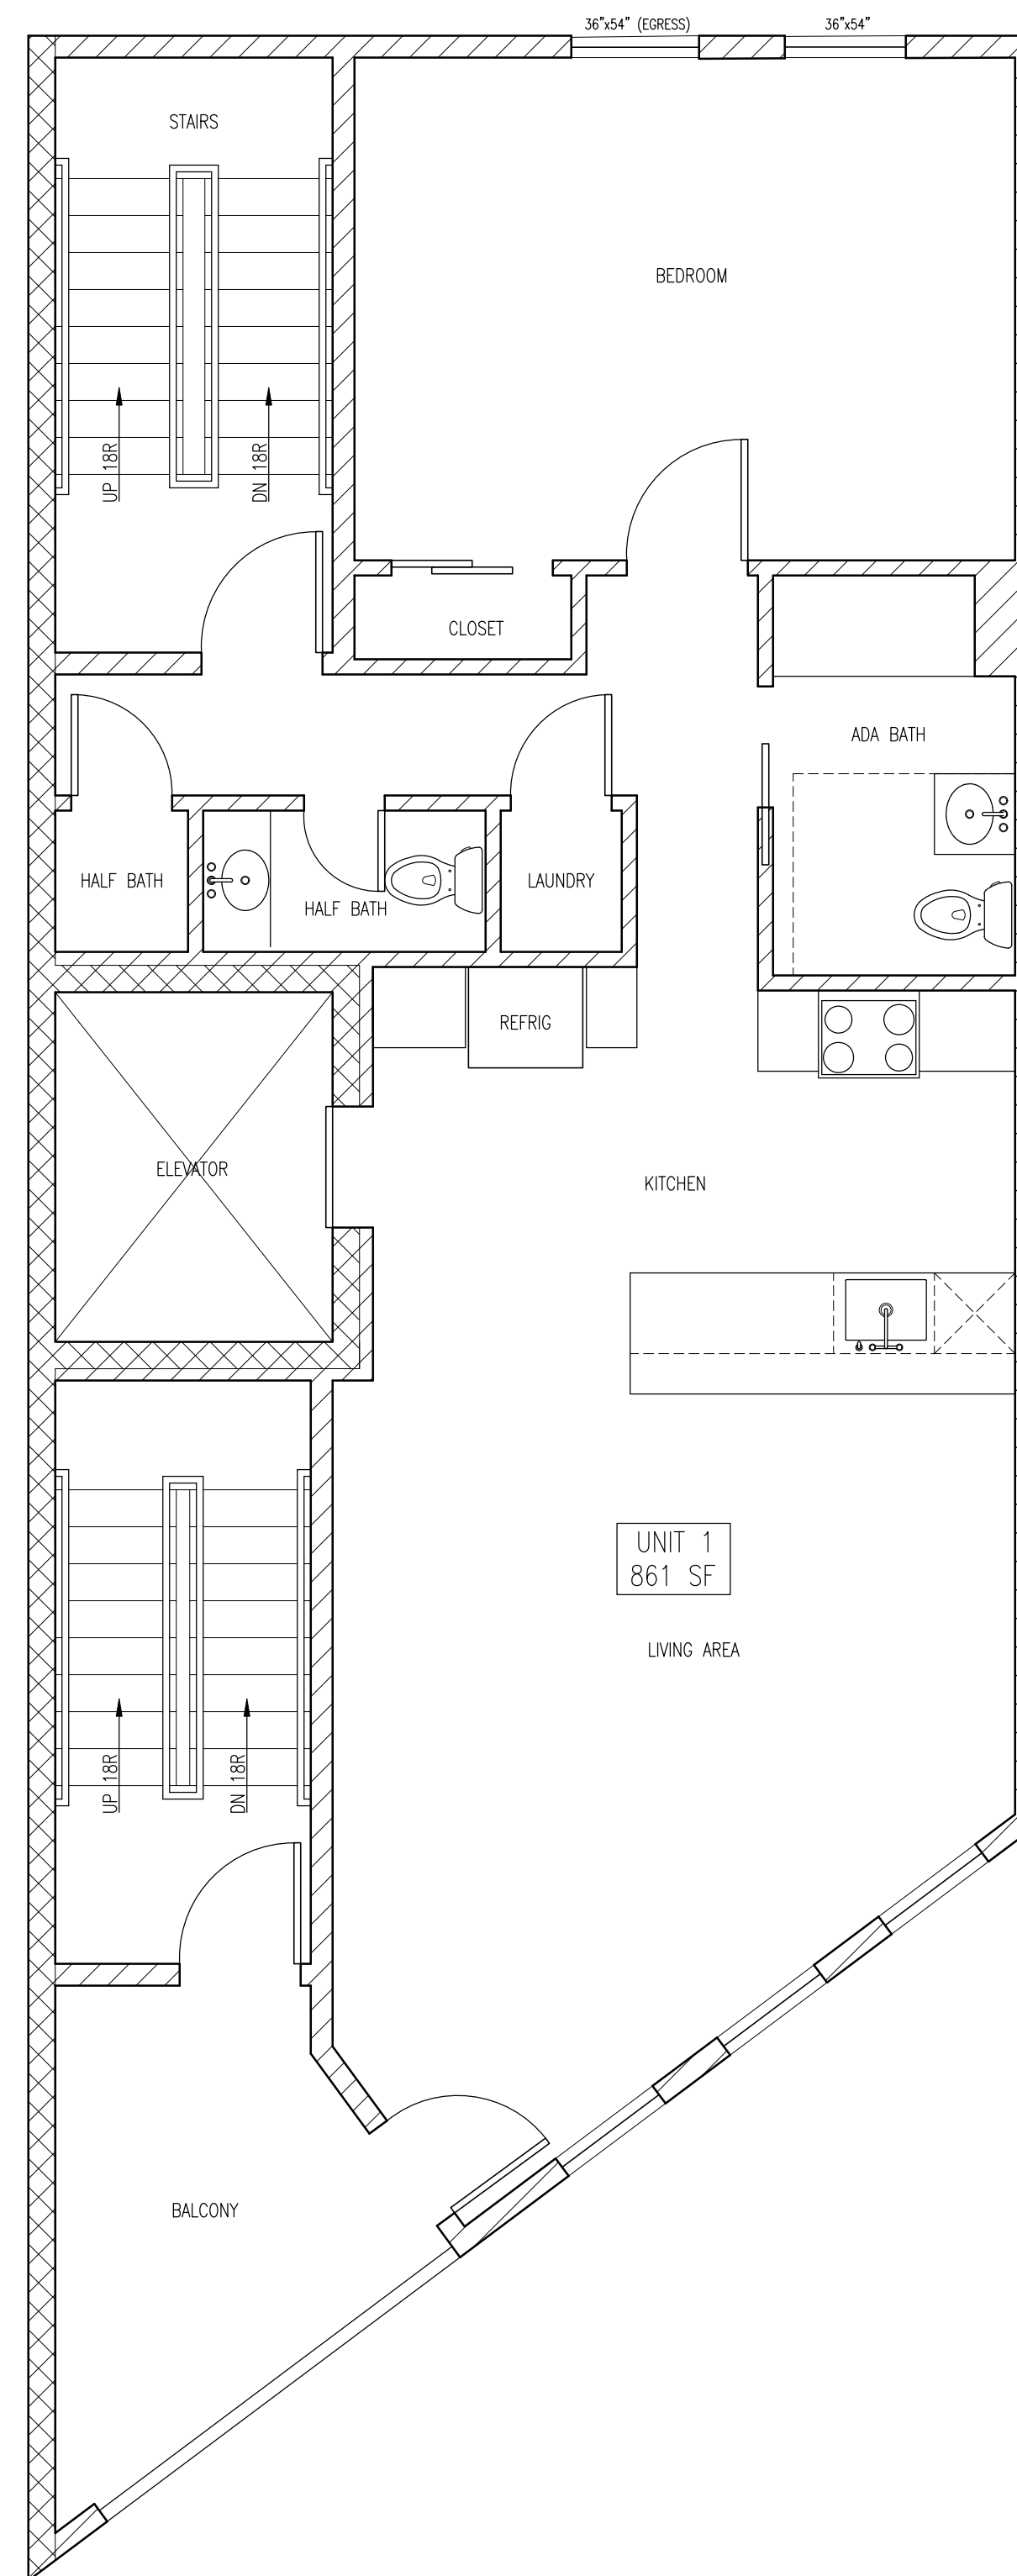 36"x54" (EGRESS)
36"x54"
STAIRS
BEDROOM
UP 18R
DN 18R
CLOSET
ADA BATH
HALF BATH
HALF BATH
LAUNDRY
REFRIG
ELEVATOR
KITCHEN
UNIT 1
861 SF
LIVING AREA
UP 18R
DN 18R
BALCONY